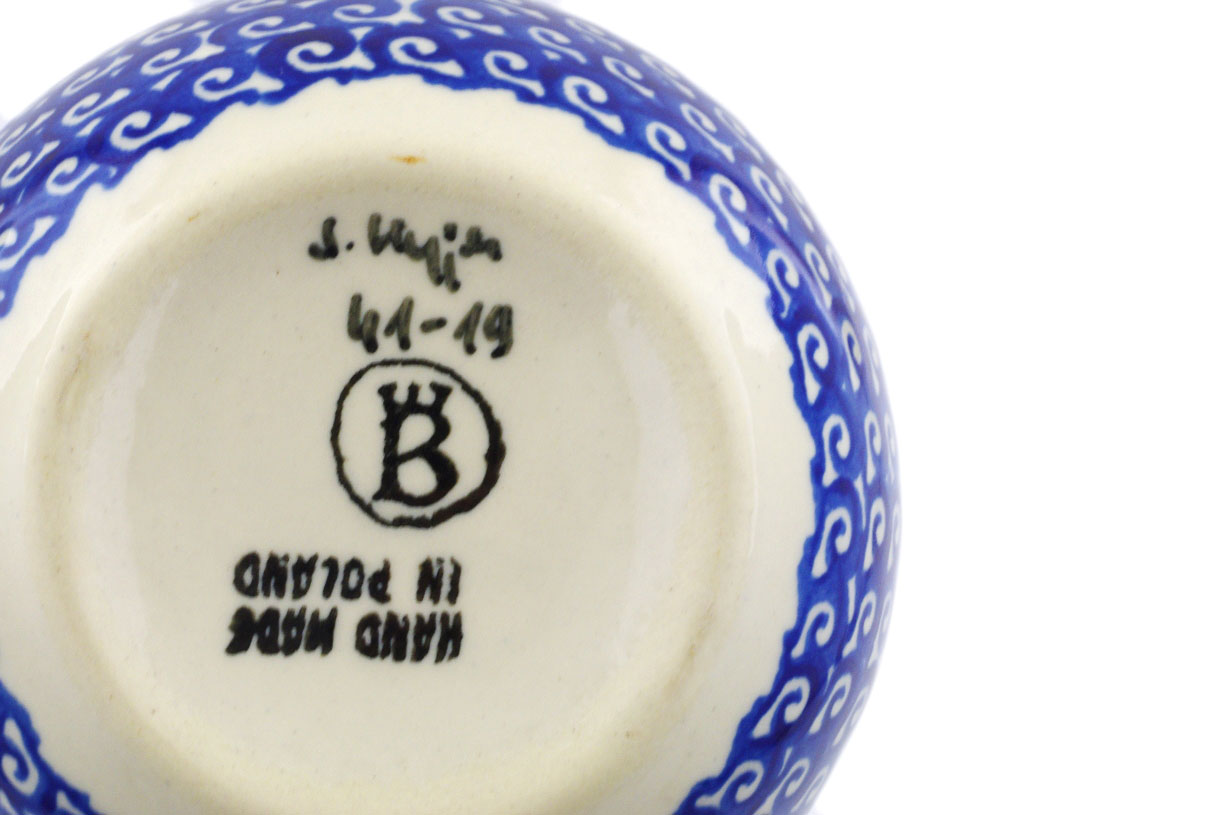 41-19
B
HAND MADE
IN POLAND